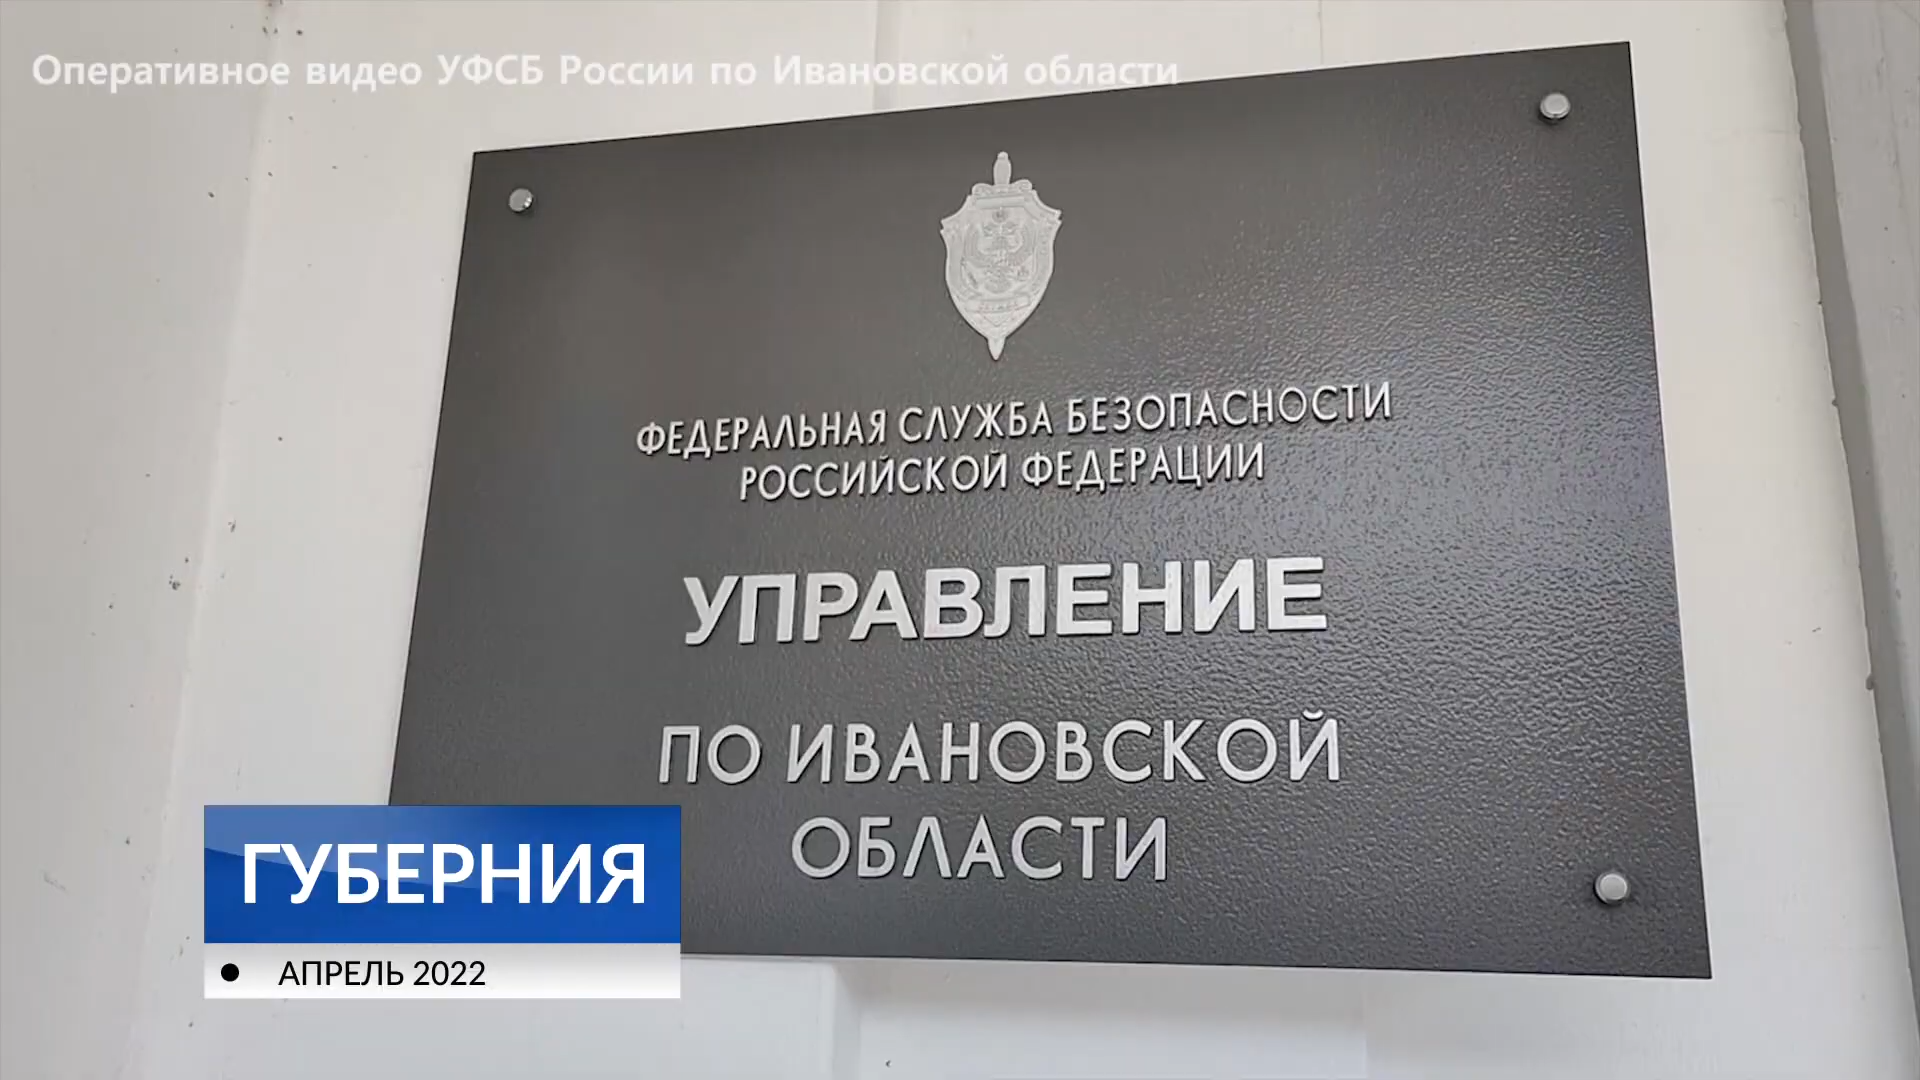 Оперативное видео УФСБ России по Ивановской области
ФЕДЕРАЛЬНАЯ СЛУЖБА БЕЗОПАСНОСТИ
РОССИЙСКОЙ ФЕДЕРАЦИИ
УПРАВЛЕНИЕ
ПО ИВАНОВСКОЙ
ОБЛАСТИ
ГУБЕРНИЯ
• АПРЕЛЬ 2022